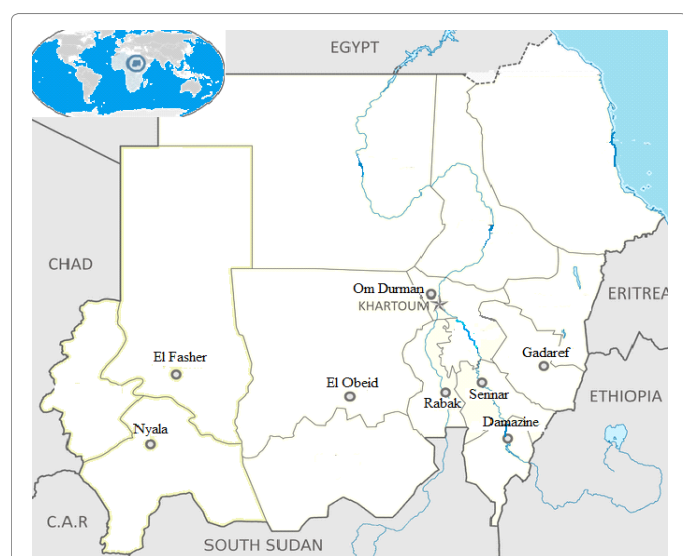 EGYPT
CHAD
Om Durman
KHARTOUM
ERITREA
El Fasher
El Obeid
Gadaref
Rabak
Sennar
ETHIOPIA
Nyala
Damazine
C.A.R
SOUTH SUDAN